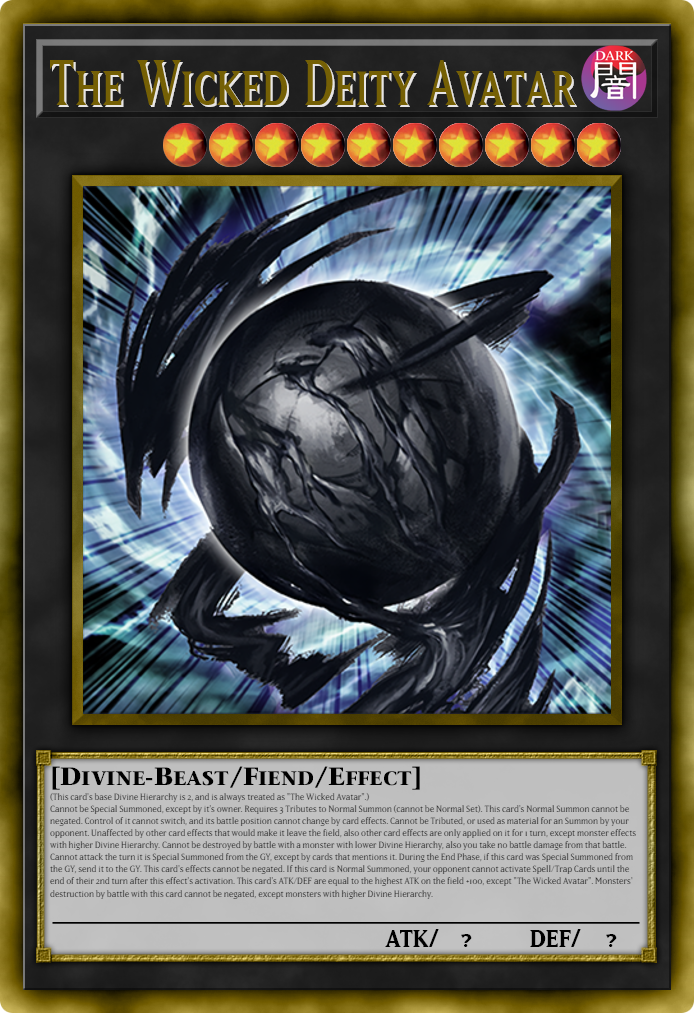 The Wicked Deity Avatar
DARK
闇
[Divine-Beast/Fiend/Effect]
(This card's base Divine Hierarchy is 2, and is always treated as "The Wicked Avatar".)
Cannot be Special Summoned, except by it's owner. Requires 3 Tributes to Normal Summon (cannot be Normal Set). This card's Normal Summon cannot be
negated. Control of it cannot switch, and its battle position cannot change by card effects. Cannot be Tributed, or used as material for an Summon by your
opponent. Unaffected by other card effects that would make it leave the field, also other card effects are only applied on it for 1 turn, except monster effects
with higher Divine Hierarchy. Cannot be destroyed by battle with a monster with lower Divine Hierarchy, also you take no battle damage from that battle.
Cannot attack the turn it is Special Summoned from the GY, except by cards that mentions it. During the End Phase, if this card was Special Summoned from
the GY, send it to the GY. This card's effects cannot be negated. If this card is Normal Summoned, your opponent cannot activate Spell/Trap Cards until the
end of their 2nd turn after this effect's activation. This card's ATK/DEF are equal to the highest ATK on the field +100, except "The Wicked Avatar". Monsters'
destruction by battle with this card cannot be negated, except monsters with higher Divine Hierarchy.
ATK/ ? DEF/ ?